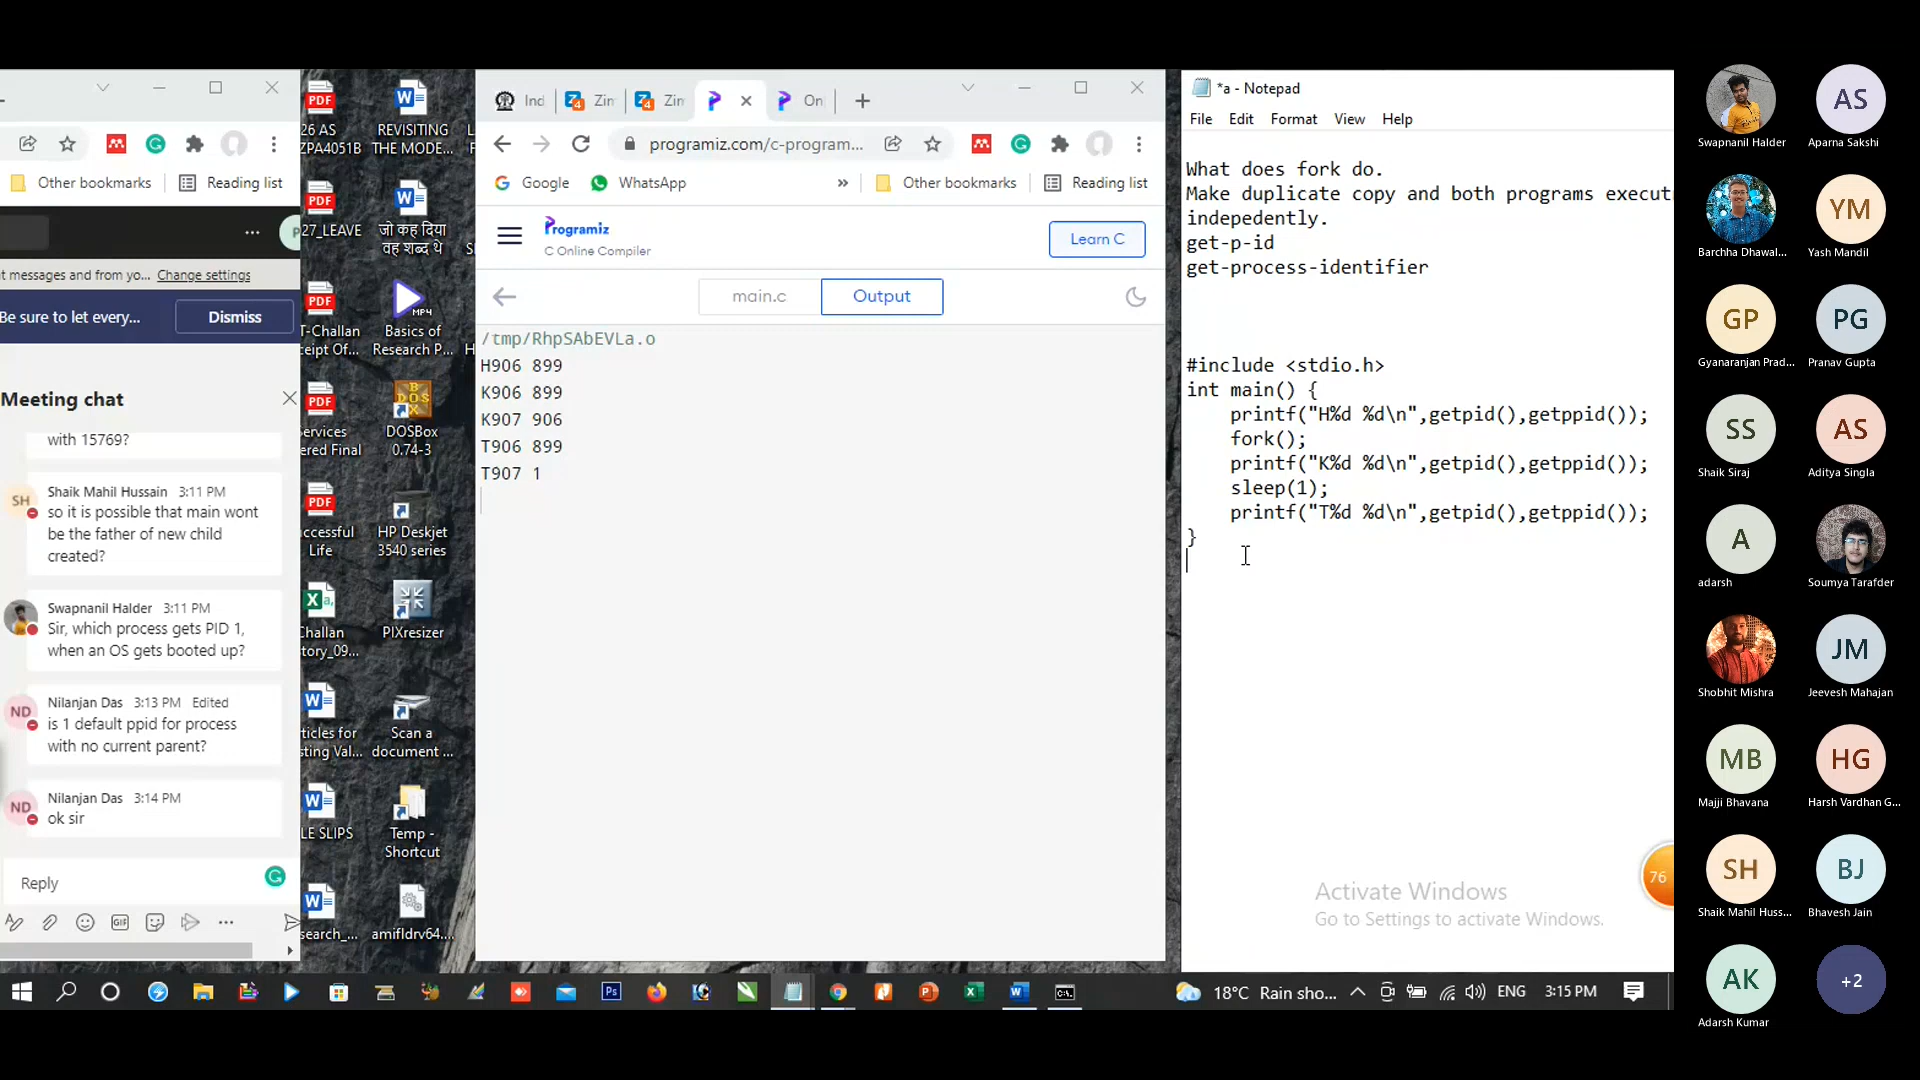 Other bookmarks
Reading list
t messages and from yo... Change settings
Be sure to let every...
Dismiss
Meeting chat
with 15769?
SH
Shaik Mahil Hussain 3:11 PM
so it is possible that main wont
be the father of new child
created?
Swapnanil Halder 3:11 PM
Sir, which process gets PID 1,
when an OS gets booted up?
ND
Nilanjan Das 3:13 PM Edited
is 1 default ppid for process
with no current parent?
ND
Nilanjan Das 3:14 PM
ok sir
Reply
GIF
PDF
26 AS
ZPA4051B
REVISITING
THE MODE...
PDF
27_LEAVE
जो कह दिया
वह शब्द थे
PDF
T-Challan
ceipt Of...
MP4
Basics of
Research P...
PDF
ervices
ered Final
DOSBox
0.74-3
PDF
ccessful
Life
HP Deskjet
3540 series
Challan
tory_09...
PIXresizer
ticles for
sting Val...
Scan a
document ...
LE SLIPS
Temp -
Shortcut
search_...
amifldrv64....
Ind
Zin
Zin
On
programiz.com/c-program...
Google
WhatsApp
»
Other bookmarks
Reading list
Programiz
C Online Compiler
Learn C
main.c
Output
/tmp/RhpSAbEVLa.o
H906 899
K906 899
K907 906
T906 899
T907 1
*a - Notepad
File Edit Format View Help
What does fork do.
Make duplicate copy and both programs execut
indepedently.
get-p-id
get-process-identifier
#include <stdio.h>
int main() {
printf("H%d %d\n",getpid(),getppid());
fork();
printf("K%d %d\n",getpid(),getppid());
sleep(1);
printf("T%d %d\n",getpid(),getppid());
}
76
Activate Windows
Go to Settings to activate Windows.
18°C Rain sho...
ENG
3:15 PM
Swapnanil Halder
AS
Aparna Sakshi
Barchha Dhawal...
YM
Yash Mandil
GP
Gyanaranjan Prad...
PG
Pranav Gupta
SS
Shaik Siraj
AS
Aditya Singla
A
adarsh
Soumya Tarafder
Shobhit Mishra
JM
Jeevesh Mahajan
MB
Majji Bhavana
HG
Harsh Vardhan G...
SH
Shaik Mahil Huss...
BJ
Bhavesh Jain
AK
Adarsh Kumar
+2